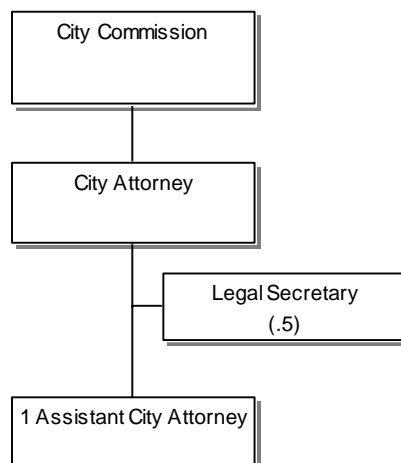 City Commission
City Attorney
Legal Secretary
(.5)
1 Assistant City Attorney